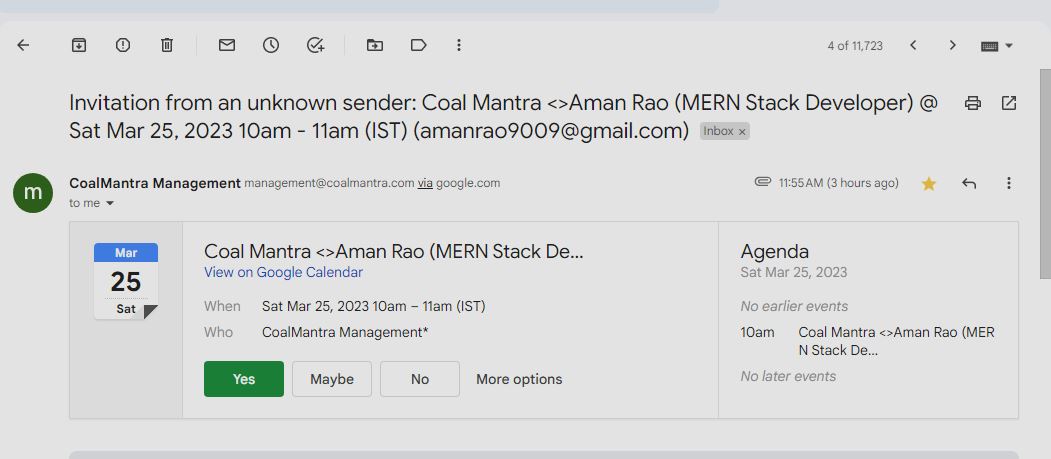 4 of 11,723
Invitation from an unknown sender: Coal Mantra <>Aman Rao (MERN Stack Developer) @
Sat Mar 25, 2023 10am - 11am (IST) (amanrao9009@gmail.com) Inbox ×
m
CoalMantra Management management@coalmantra.com via google.com
11:55 AM (3 hours ago)
to me
Mar
25
Sat
Coal Mantra <>Aman Rao (MERN Stack De...
View on Google Calendar
When Sat Mar 25, 2023 10am – 11am (IST)
Who CoalMantra Management*
Yes Maybe No More options
Agenda
Sat Mar 25, 2023
No earlier events
10am Coal Mantra <>Aman Rao (MER
N Stack De...
No later events